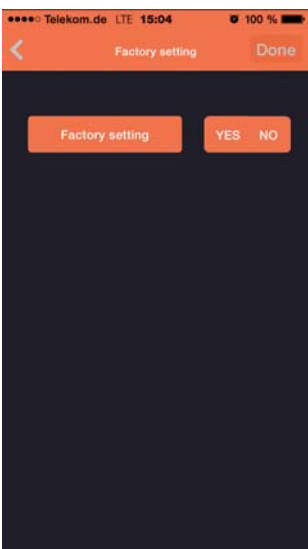 Telekom.de LTE 15:04 100 %
Factory setting Done
Factory setting YES NO